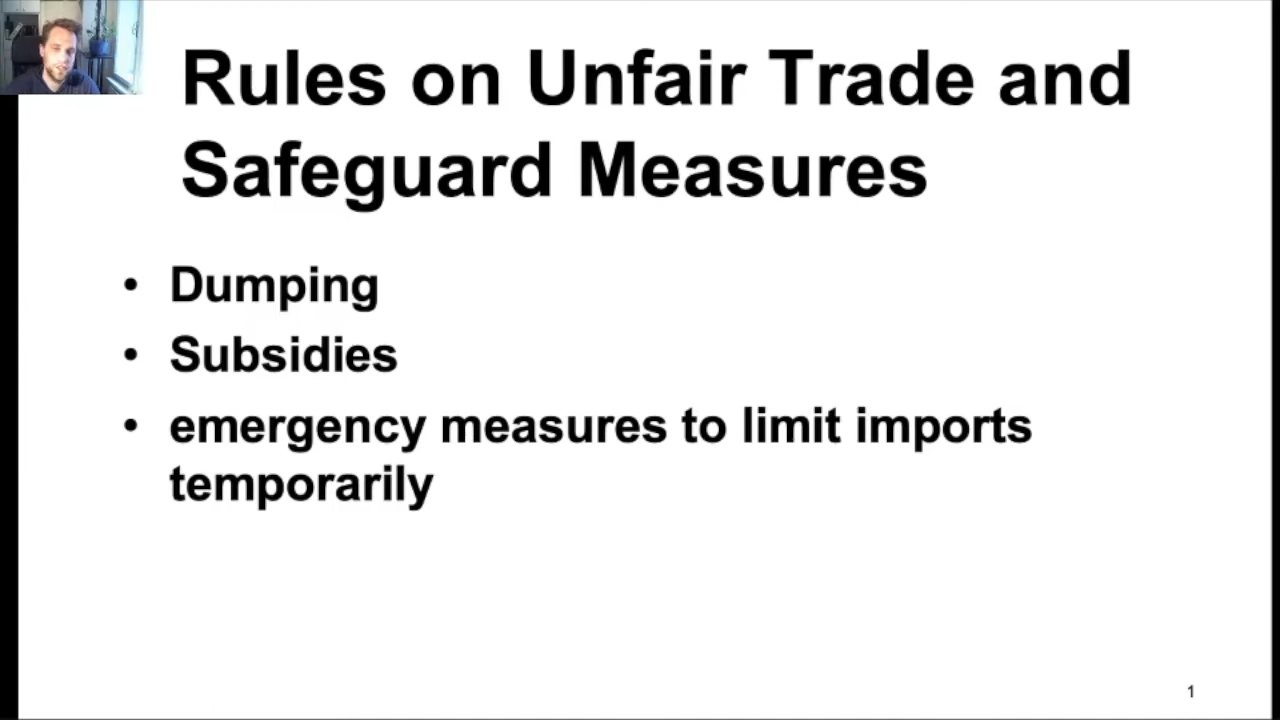 Rules on Unfair Trade and
Safeguard Measures
• Dumping
• Subsidies
• emergency measures to limit imports
temporarily
1